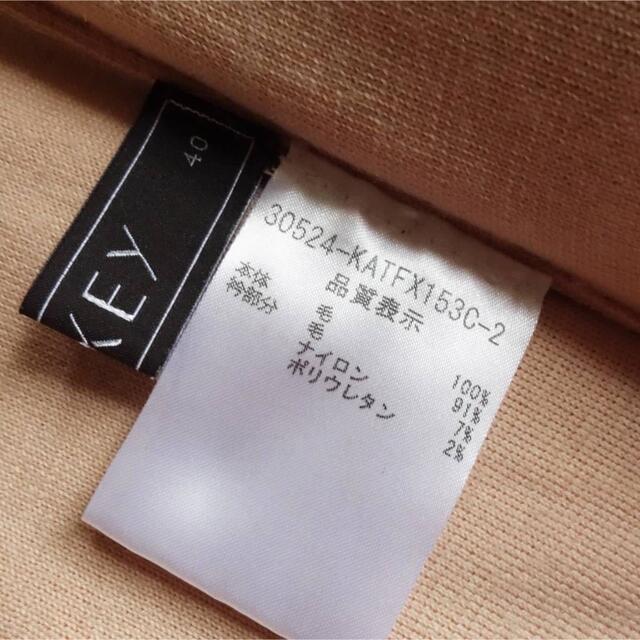 40
KEY
30524-KATFX153C-2
品質表示
本体 毛 100%
衿部分 毛 91%
ナイロン 7%
ポリウレタン 2%